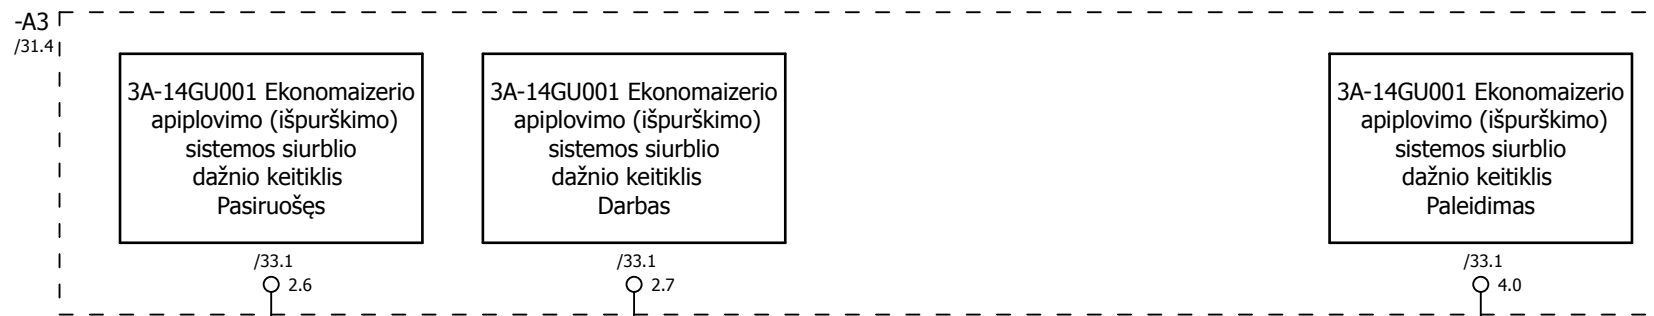 -A3
/31.4
3A-14GU001 Ekonomaizerio
apiplovimo (išpurškimo)
sistemos siurblio
dažnio keitiklis
Pasiruošęs
/33.1
2.6
3A-14GU001 Ekonomaizerio
apiplovimo (išpurškimo)
sistemos siurblio
dažnio keitiklis
Darbas
/33.1
2.7
3A-14GU001 Ekonomaizerio
apiplovimo (išpurškimo)
sistemos siurblio
dažnio keitiklis
Paleidimas
/33.1
4.0